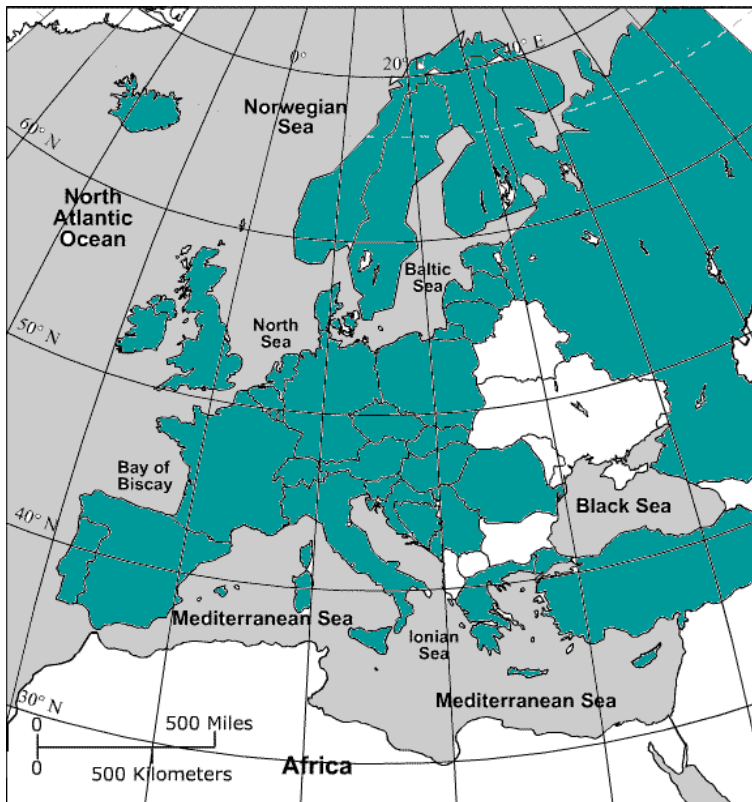 0°
20° E
40° E
Norwegian
Sea
60° N
North
Atlantic
Ocean
Baltic
Sea
50° N
North
Sea
Bay of
Biscay
Black Sea
40° N
Mediterranean Sea
Ionian
Sea
Mediterranean Sea
30° N
0
500 Miles
0
500 Kilometers
Africa